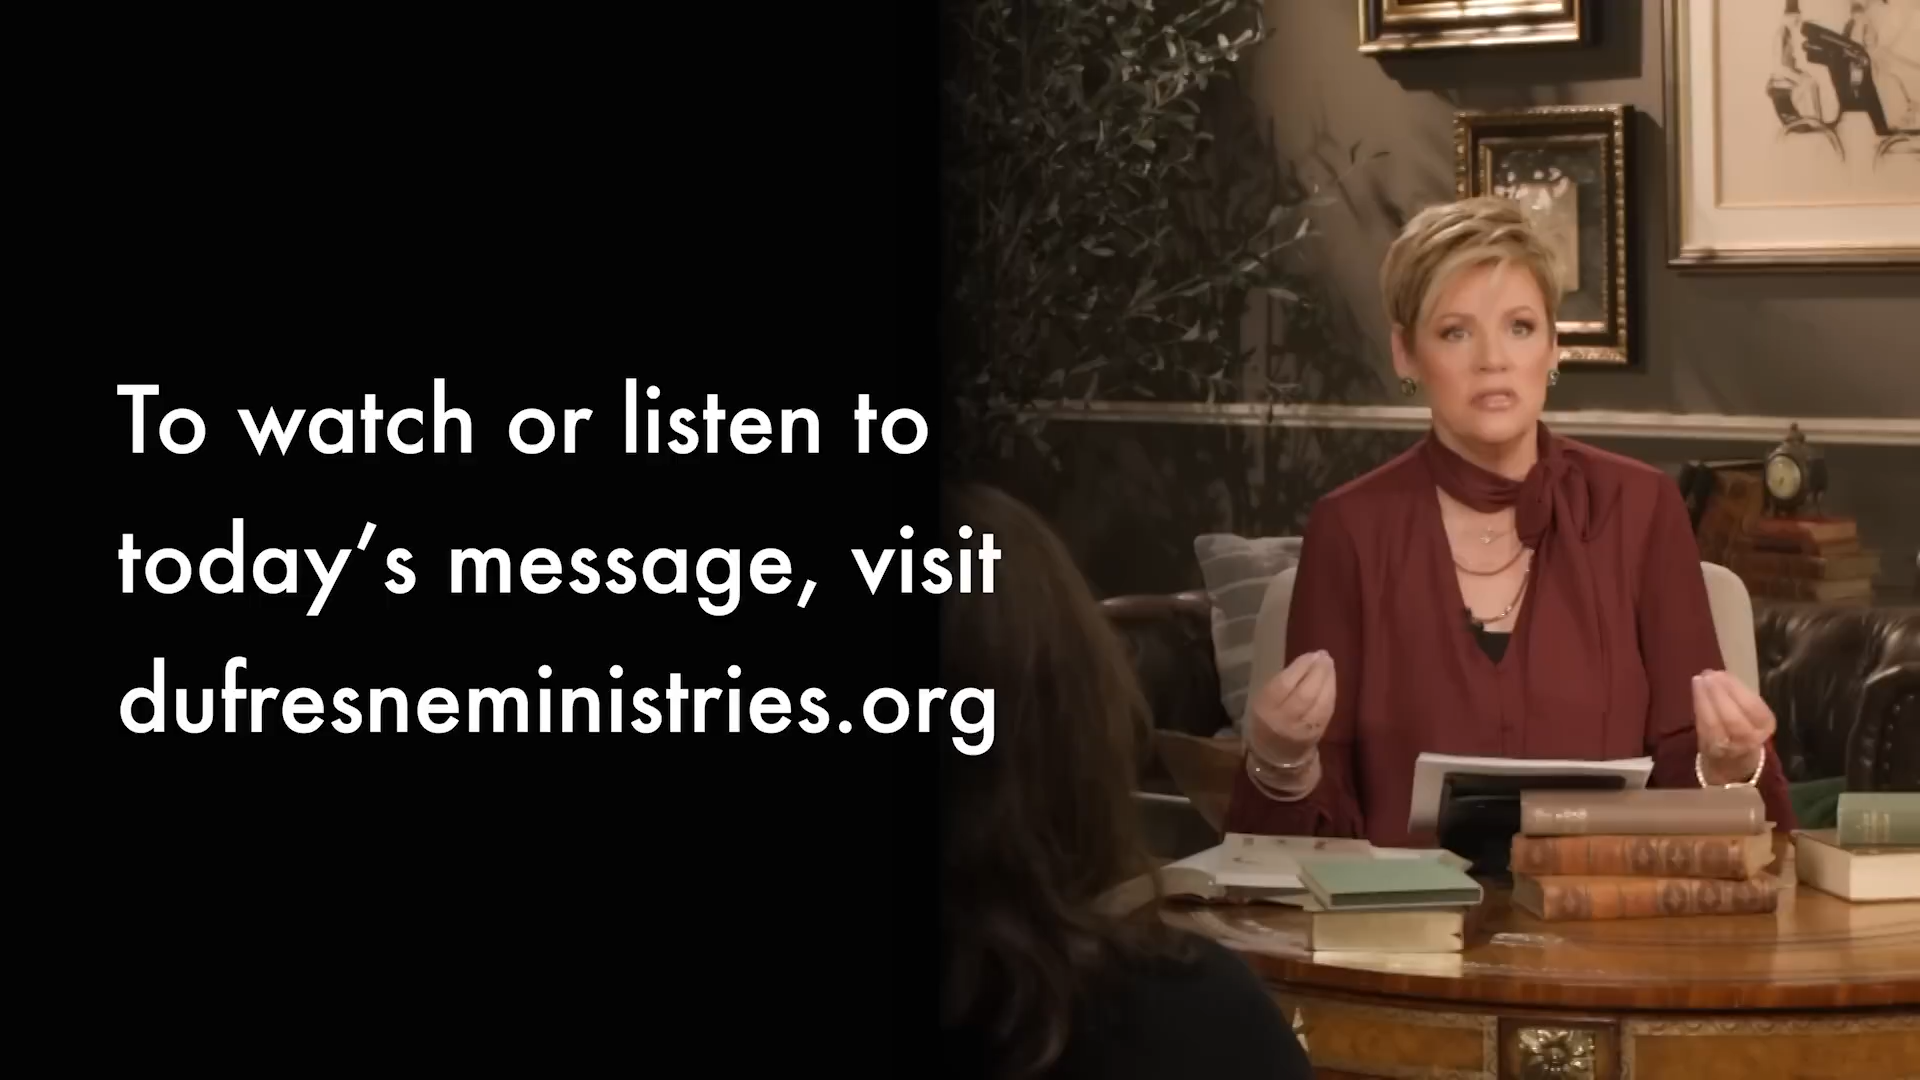 To watch or listen to
today’s message, visit
dufresneministries.org